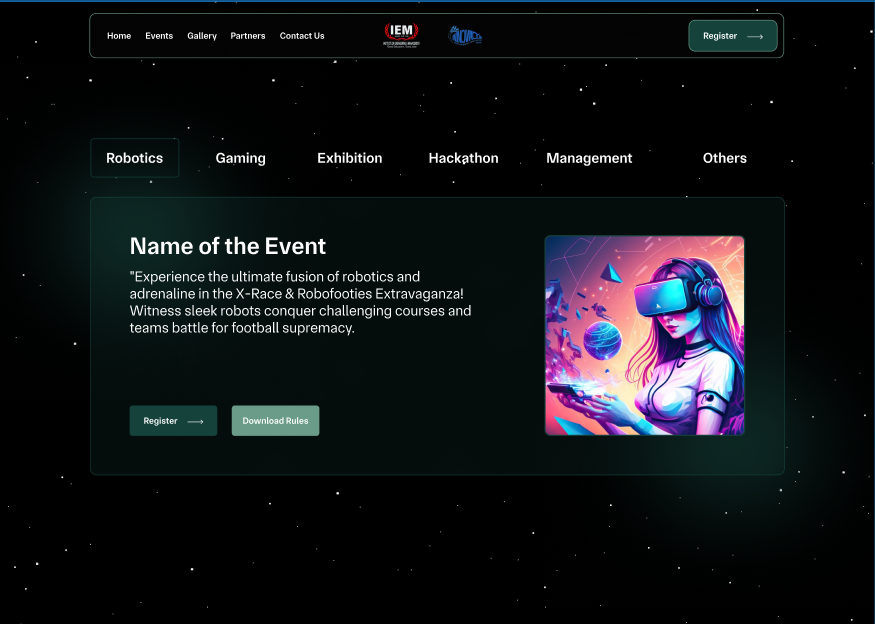 Home Events Gallery Partners Contact Us IEM Register
Robotics Gaming Exhibition Hackathon Management Others
Name of the Event
"Experience the ultimate fusion of robotics and
adrenaline in the X-Race & Robofooties Extravaganza!
Witness sleek robots conquer challenging courses and
teams battle for football supremacy.
Register Download Rules